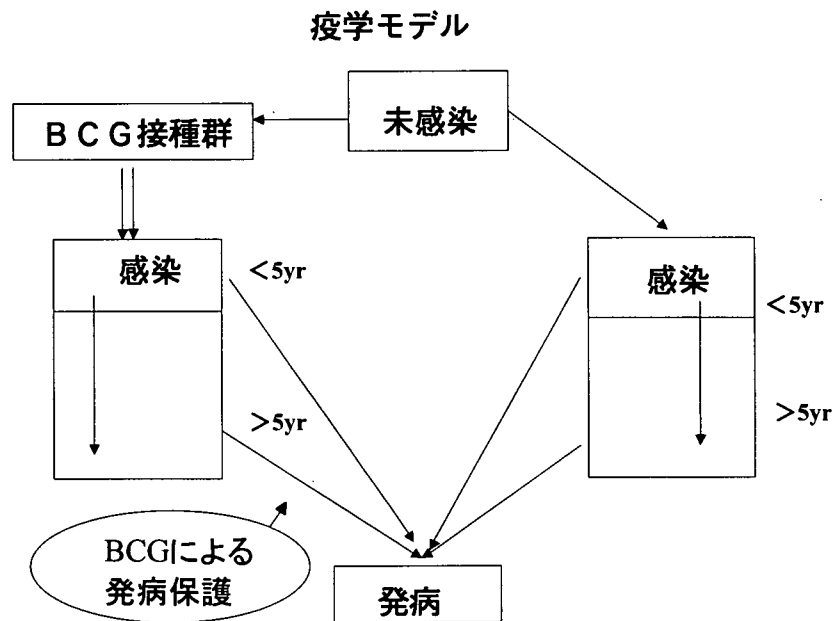 疫学モデル
未感染
ＢＣＧ接種群
感染
＜5yr
＞5yr
感染
＜5yr
＞5yr
BCGによる
発病保護
発病